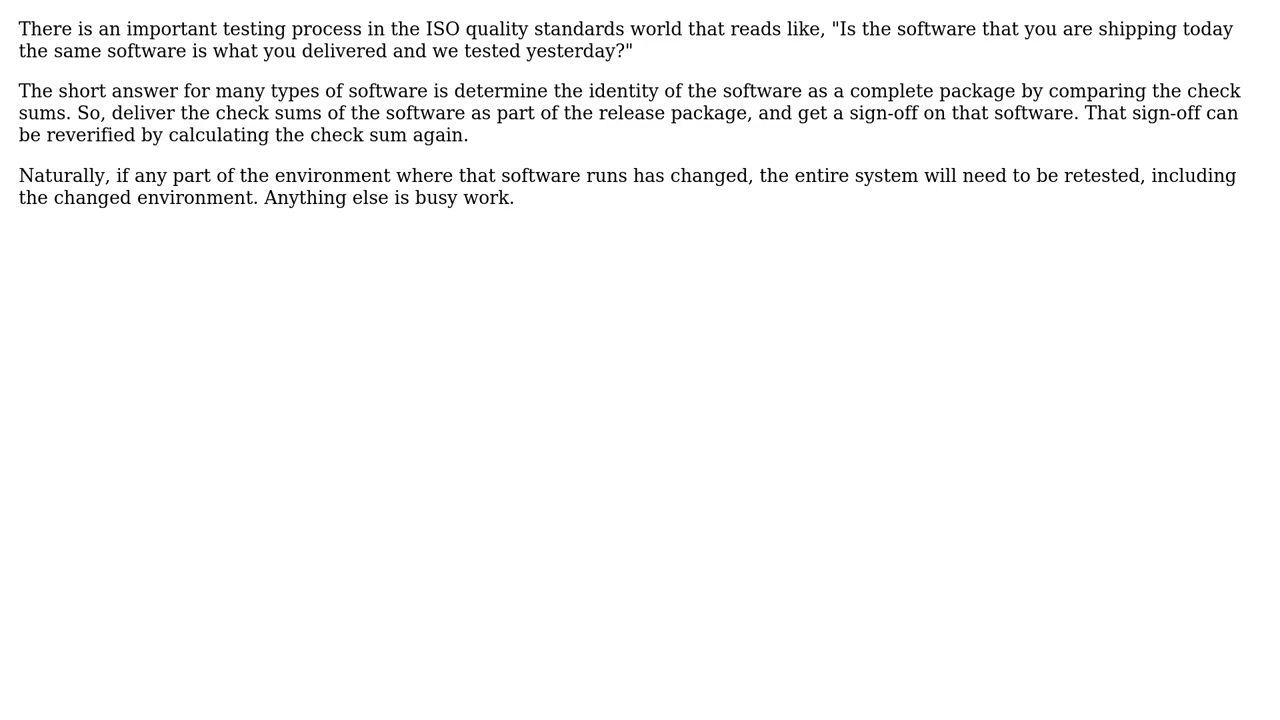 There is an important testing process in the ISO quality standards world that reads like, "Is the software that you are shipping today
the same software is what you delivered and we tested yesterday?"
The short answer for many types of software is determine the identity of the software as a complete package by comparing the check
sums. So, deliver the check sums of the software as part of the release package, and get a sign-off on that software. That sign-off can
be reverified by calculating the check sum again.
Naturally, if any part of the environment where that software runs has changed, the entire system will need to be retested, including
the changed environment. Anything else is busy work.